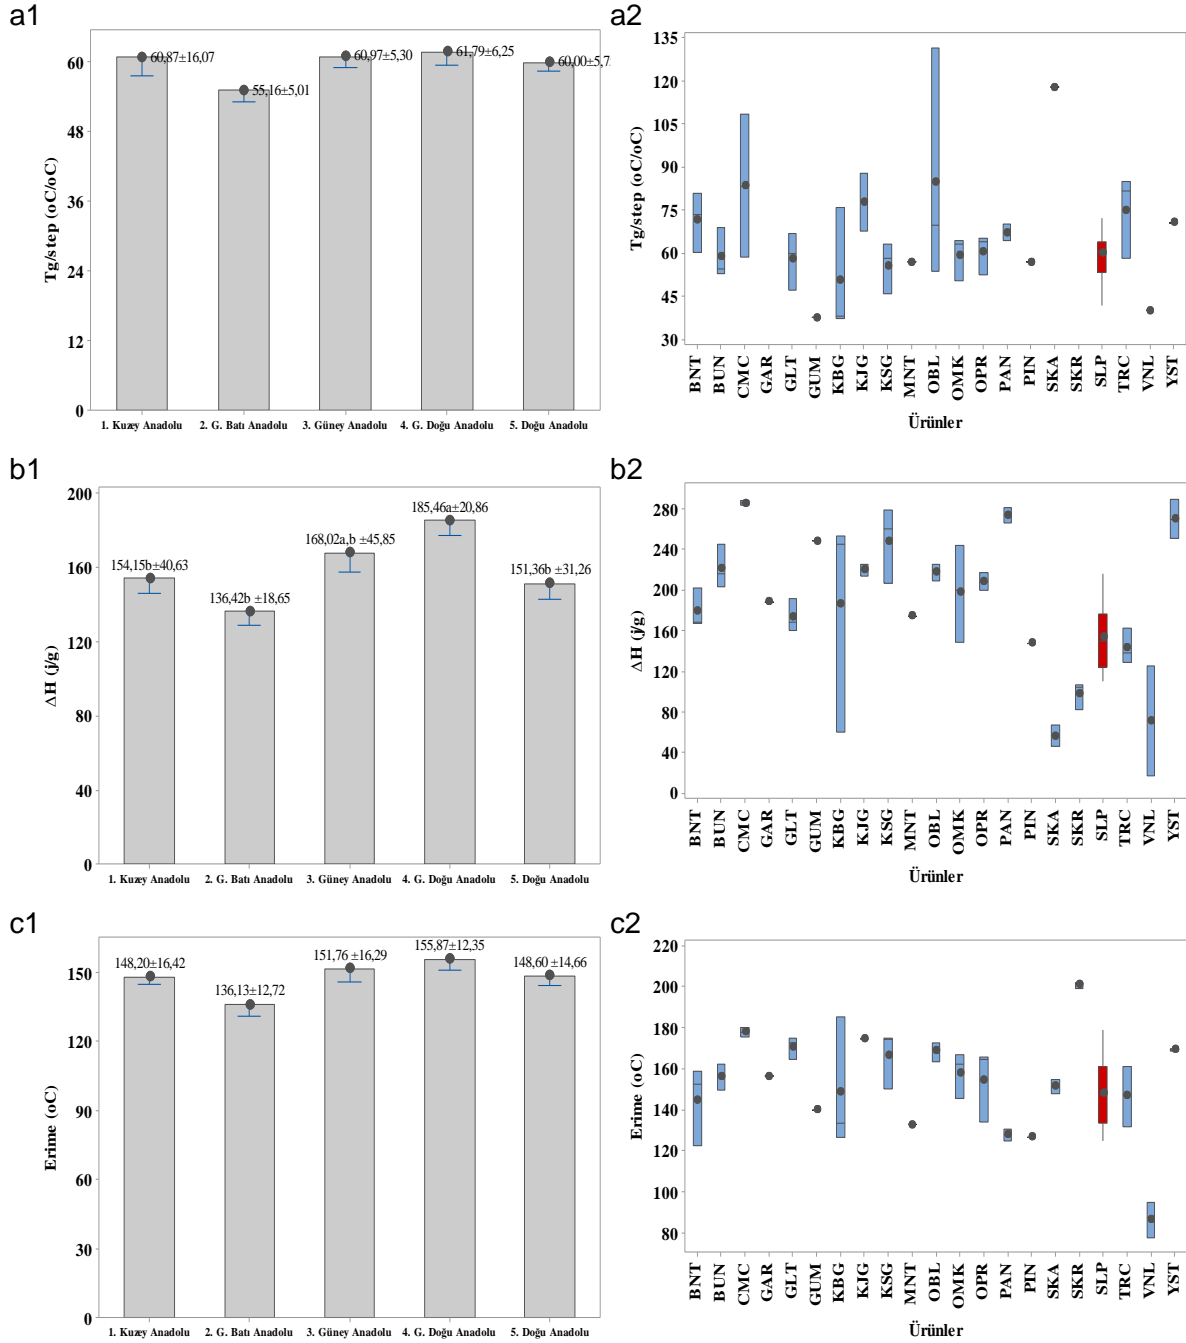 a1
Tg/step (oC/oC)
60
48
36
24
12
0
60,87±16,07
55,16±5,01
60,97±5,30
61,79±6,25
60,00±5,7
1. Kuzey Anadolu
2. G. Batı Anadolu
3. Güney Anadolu
4. G. Doğu Anadolu
5. Doğu Anadolu
a2
Tg/step (oC/oC)
135
120
105
90
75
60
45
30
BNT
BUN
CMC
GAR
GLT
GUM
KBG
KJG
KSG
MNT
OBL
OMK
OPR
PAN
PIN
SKA
SKR
SLP
TRC
VNL
YST
Ürünler
b1
ΔH (j/g)
200
160
120
80
40
0
154,15b±40,63
136,42b ±18,65
168,02a,b ±45,85
185,46a±20,86
151,36b ±31,26
1. Kuzey Anadolu
2. G. Batı Anadolu
3. Güney Anadolu
4. G. Doğu Anadolu
5. Doğu Anadolu
b2
ΔH (j/g)
280
240
200
160
120
80
40
0
BNT
BUN
CMC
GAR
GLT
GUM
KBG
KJG
KSG
MNT
OBL
OMK
OPR
PAN
PIN
SKA
SKR
SLP
TRC
VNL
YST
Ürünler
c1
Erime (oC)
150
120
90
60
30
0
148,20±16,42
136,13±12,72
151,76 ±16,29
155,87±12,35
148,60 ±14,66
1. Kuzey Anadolu
2. G. Batı Anadolu
3. Güney Anadolu
4. G. Doğu Anadolu
5. Doğu Anadolu
c2
Erime (oC)
220
200
180
160
140
120
100
80
BNT
BUN
CMC
GAR
GLT
GUM
KBG
KJG
KSG
MNT
OBL
OMK
OPR
PAN
PIN
SKA
SKR
SLP
TRC
VNL
YST
Ürünler